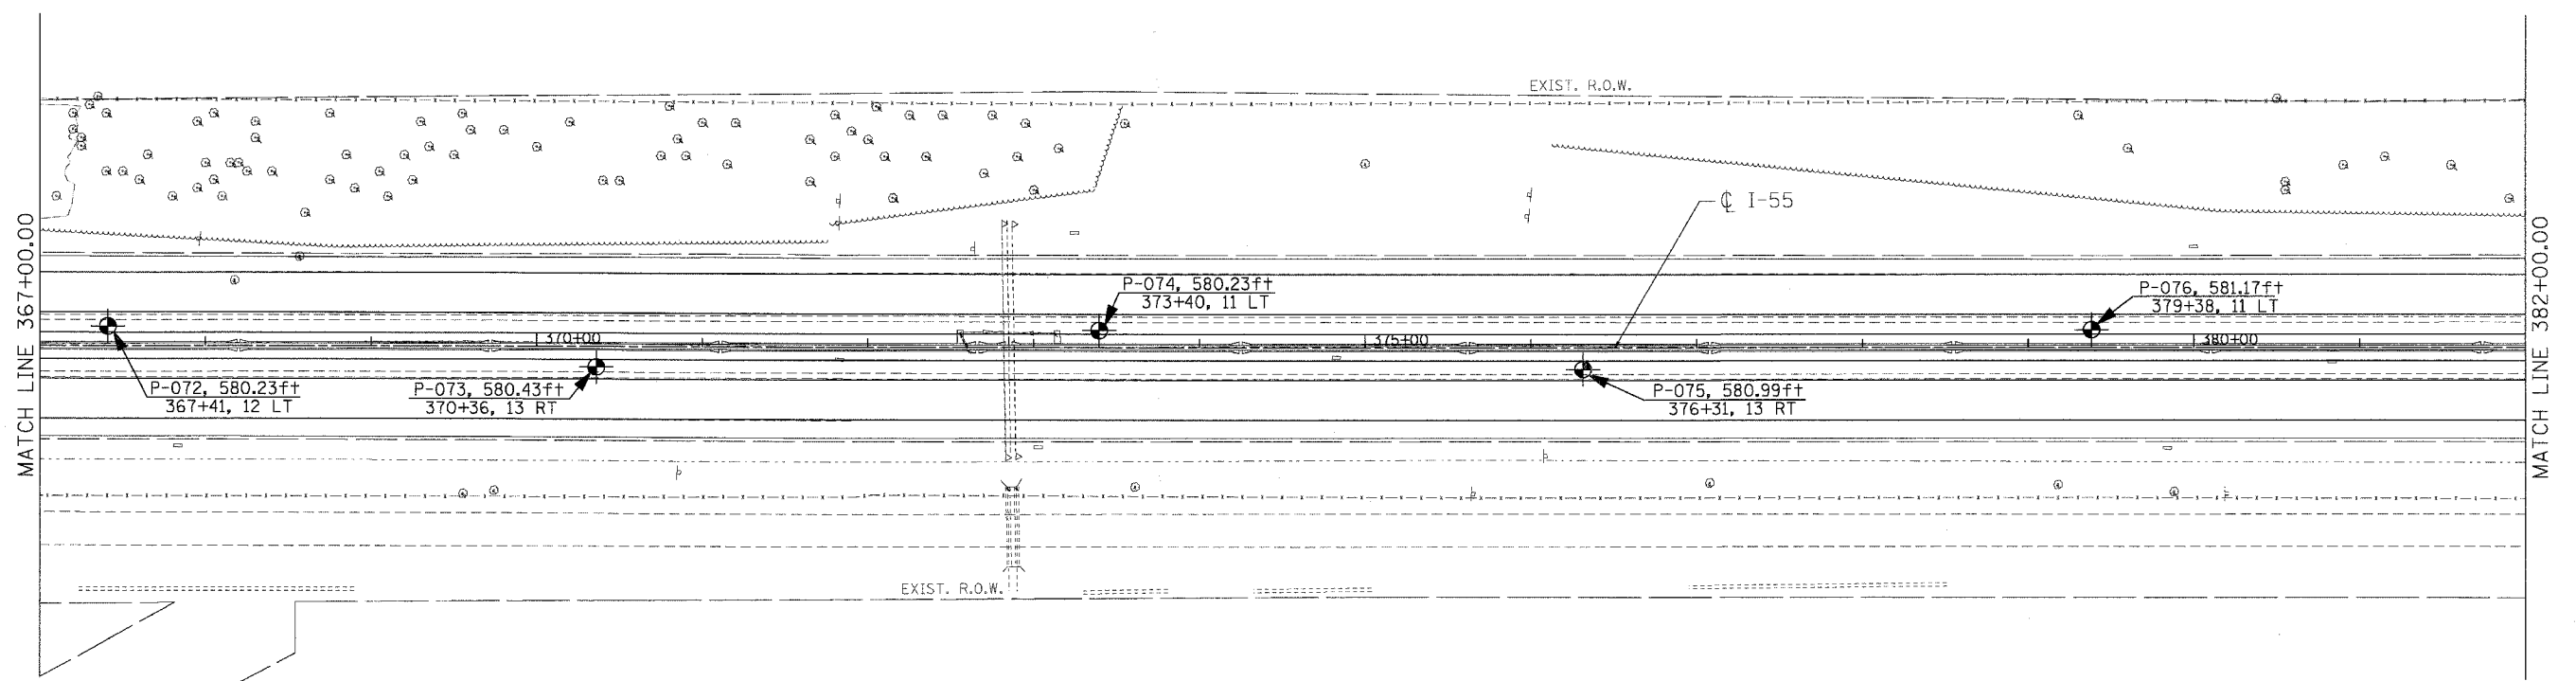 EXIST. R.O.W.
℄ I-55
MATCH LINE 367+00.00
MATCH LINE 382+00.00
P-074, 580.23ft
373+40, 11 LT
P-076, 581.17ft
379+38, 11 LT
370+00
375+00
380+00
P-072, 580.23ft
367+41, 12 LT
P-073, 580.43ft
370+36, 13 RT
P-075, 580.99ft
376+31, 13 RT
EXIST. R.O.W.